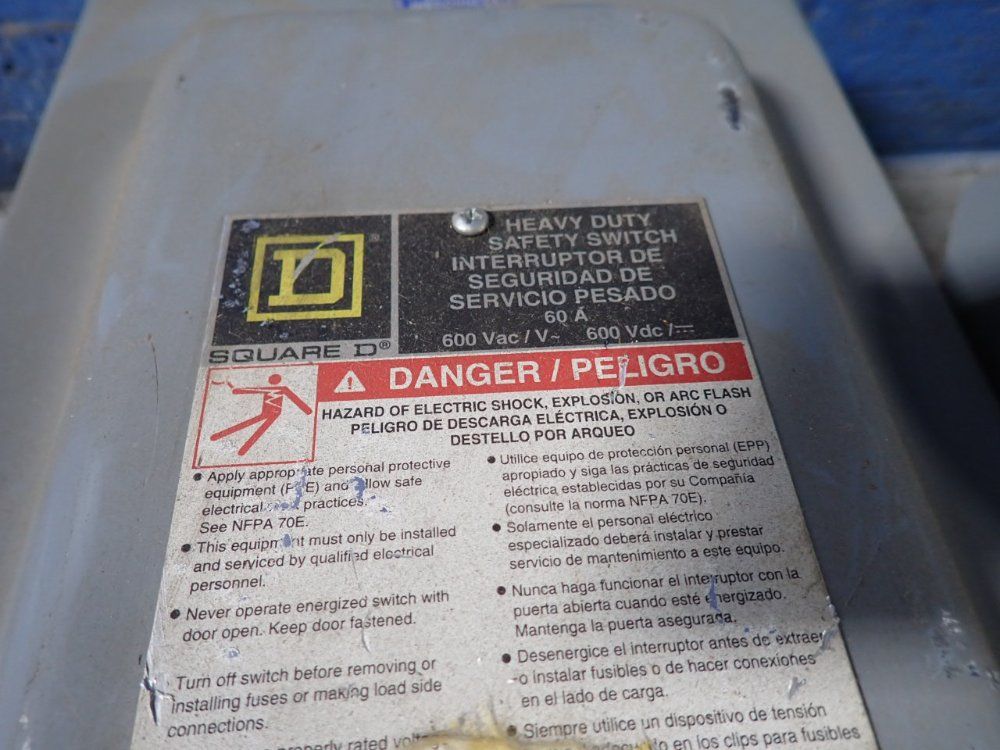 D
®
SQUARE D®
HEAVY DUTY
SAFETY SWITCH
INTERRUPTOR DE
SEGURIDAD DE
SERVICIO PESADO
60 A
600 Vac / V~ 600 Vdc /⎓
DANGER / PELIGRO
HAZARD OF ELECTRIC SHOCK, EXPLOSION, OR ARC FLASH
PELIGRO DE DESCARGA ELÉCTRICA, EXPLOSIÓN O
DESTELLO POR ARQUEO
• Apply appropriate personal protective
equipment (PPE) and follow safe
electrical practices.
See NFPA 70E.
• This equipment must only be installed
and serviced by qualified electrical
personnel.
• Never operate energized switch with
door open. Keep door fastened.
Turn off switch before removing or
installing fuses or making load side
connections.
properly rated
• Utilice equipo de protección personal (EPP)
apropiado y siga las prácticas de seguridad
eléctrica establecidas por su Compañía
(consulte la norma NFPA 70E).
• Solamente el personal eléctrico
especializado deberá instalar y prestar
servicio de mantenimiento a este equipo.
• Nunca haga funcionar el interruptor con la
puerta abierta cuando esté energizado.
Mantenga la puerta asegurada.
• Desenergice el interruptor antes de extraer
o instalar fusibles o de hacer conexiones
en el lado de carga.
• Siempre utilice un dispositivo de tensión
en los clips para fusibles